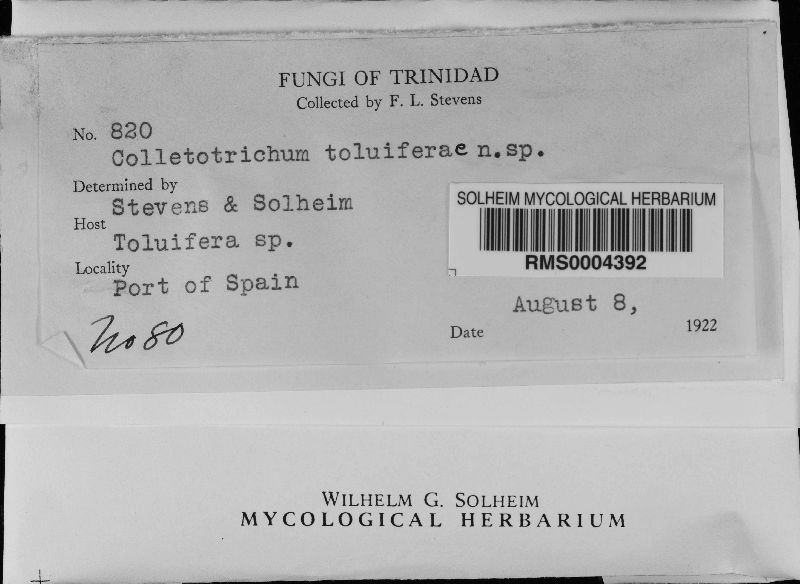 FUNGI OF TRINIDAD
Collected by F. L. Stevens
No. 820
Colletotrichum toluiferae n.sp.
Determined by
Stevens & Solheim
Host
Toluifera sp.
Locality
Port of Spain
No 80
SOLHEIM MYCOLOGICAL HERBARIUM
RMS0004392
August 8,
Date 1922
WILHELM G. SOLHEIM
MYCOLOGICAL HERBARIUM